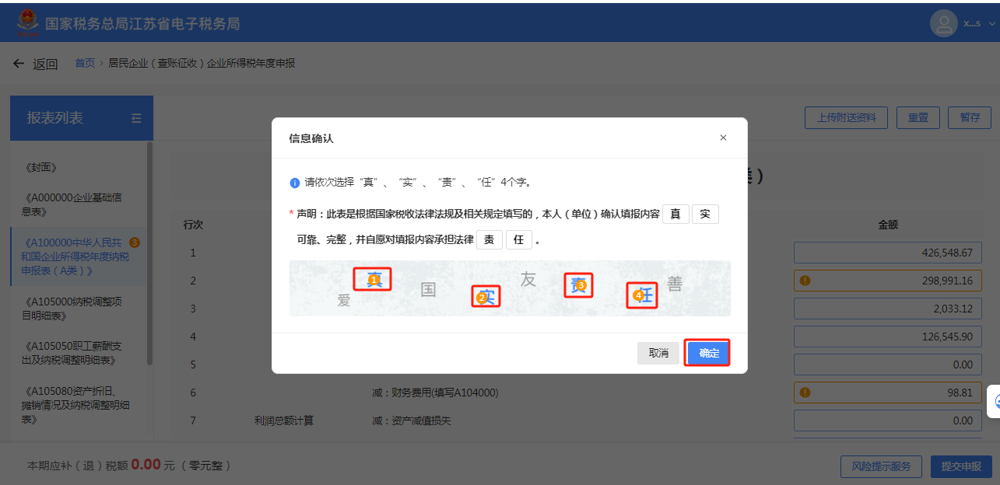 国家税务总局江苏省电子税务局
x...s
返回 首页 › 居民企业（查账征收）企业所得税年度申报
报表列表
上传附送资料 重置 暂存
《封面》
《A000000企业基础信
息表》
《A100000中华人民共 3
和国企业所得税年度纳税
申报表（A类）》
《A105000纳税调整项
目明细表》
《A105050职工薪酬支
出及纳税调整明细表》
《A105080资产折旧、
摊销情况及纳税调整明细
表》
类）
行次 金额
1 426,548.67
2 298,991.16
3 2,033.12
4 126,545.90
5 0.00
6 减：财务费用(填写A104000) 98.81
7 利润总额计算 减：资产减值损失 0.00
信息确认 ×
请依次选择“真”、“实”、“责”、“任”4个字。
* 声明：此表是根据国家税收法律法规及相关规定填写的，本人（单位）确认填报内容 真 实
可靠、完整，并自愿对填报内容承担法律 责 任 。
爱 真 1 国 实 2 友 责 3 任 4 善
取消 确定
本期应补（退）税额 0.00 元（零元整）
风险提示服务 提交申报